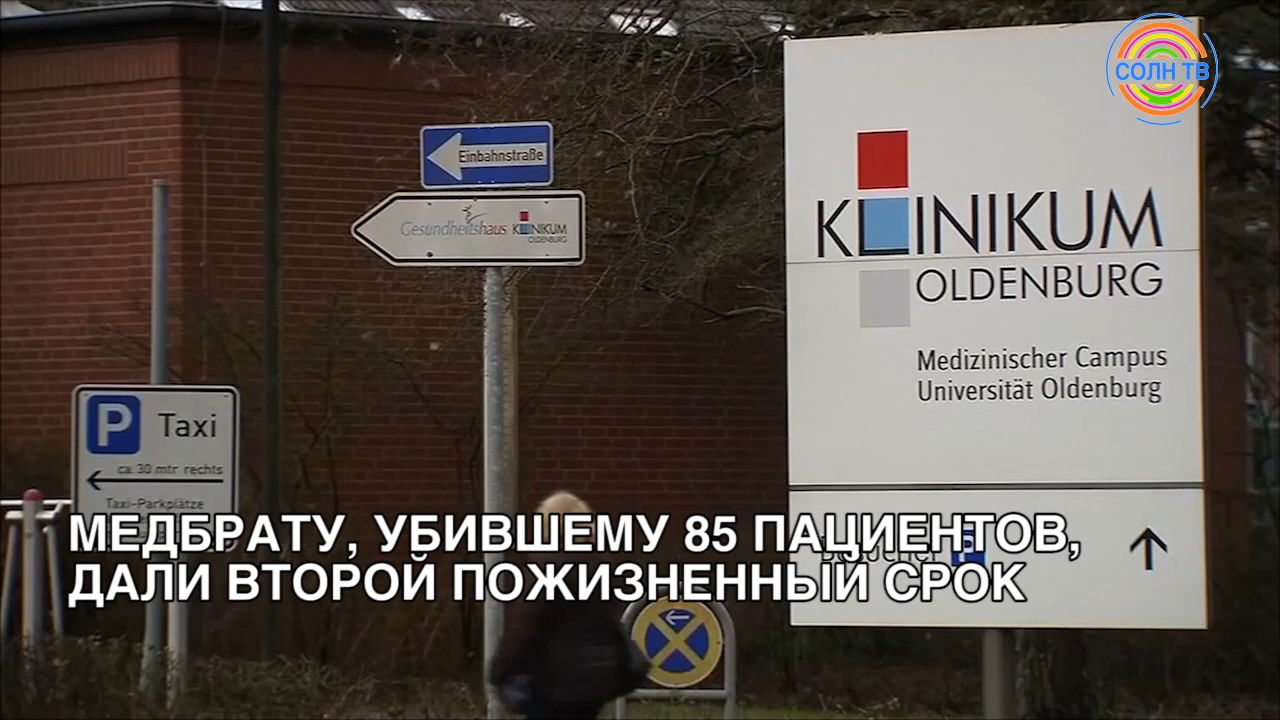 СОЛН ТВ
Einbahnstraße
Gesundheitshaus KLINIKUM
OLDENBURG
KLINIKUM
OLDENBURG
Medizinischer Campus
Universität Oldenburg
P Taxi
ca. 30 mtr rechts
Taxi-Parkplätze
P
МЕДБРАТУ, УБИВШЕМУ 85 ПАЦИЕНТОВ,
ДАЛИ ВТОРОЙ ПОЖИЗНЕННЫЙ СРОК